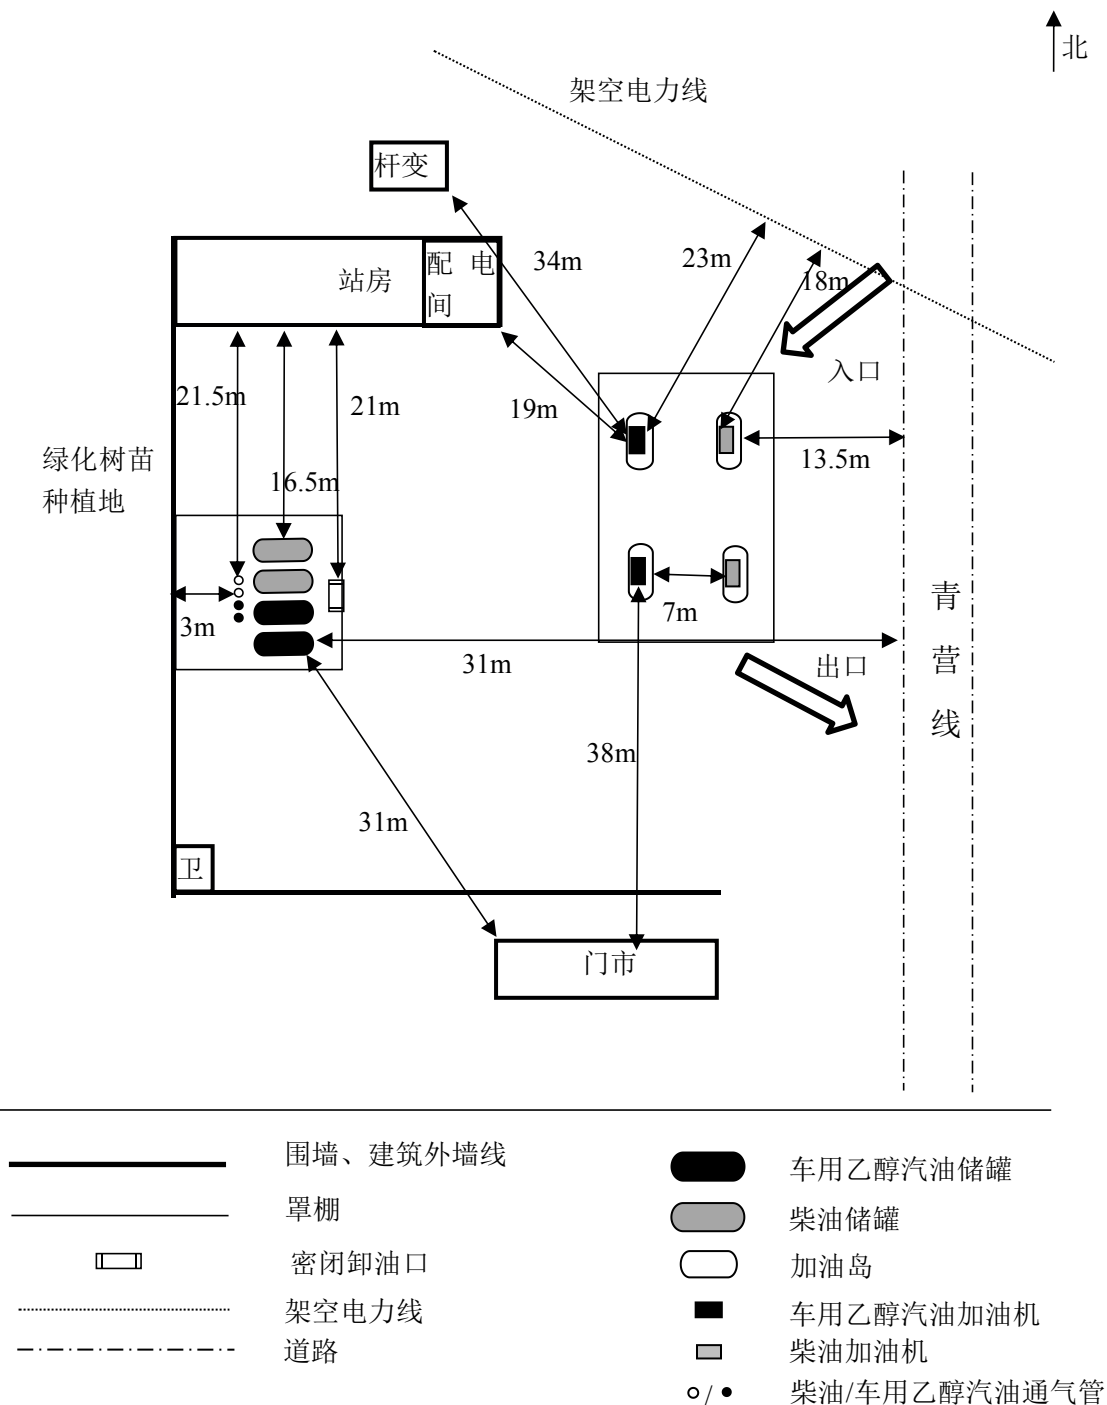 北
架空电力线
杆变
34m
23m
18m
站房
配 电
间
入口
21.5m
21m
19m
13.5m
绿化树苗
种植地
16.5m
3m
7m
青
营
线
31m
出口
38m
31m
卫
门市
围墙、建筑外墙线
车用乙醇汽油储罐
罩棚
柴油储罐
密闭卸油口
加油岛
架空电力线
车用乙醇汽油加油机
道路
柴油加油机
/
柴油/车用乙醇汽油通气管